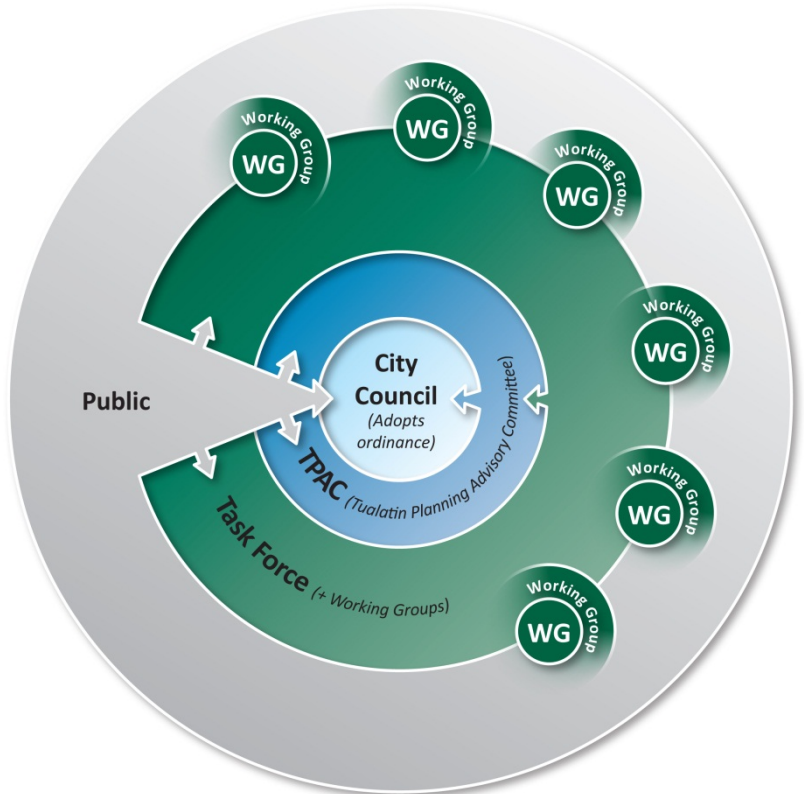 Working Group
WG
Working Group
WG
Working Group
WG
Working Group
WG
Working Group
WG
Working Group
WG
Public
City
Council
(Adopts
ordinance)
TPAC (Tualatin Planning Advisory Committee)
Task Force (+ Working Groups)